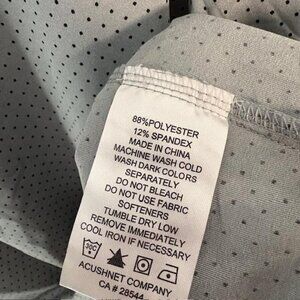 88%POLYESTER
12% SPANDEX
MADE IN CHINA
MACHINE WASH COLD
WASH DARK COLORS
SEPARATELY
DO NOT BLEACH
DO NOT USE FABRIC
SOFTENERS
TUMBLE DRY LOW
REMOVE IMMEDIATELY
COOL IRON IF NECESSARY
30C
ACUSHNET COMPANY
CA # 28544